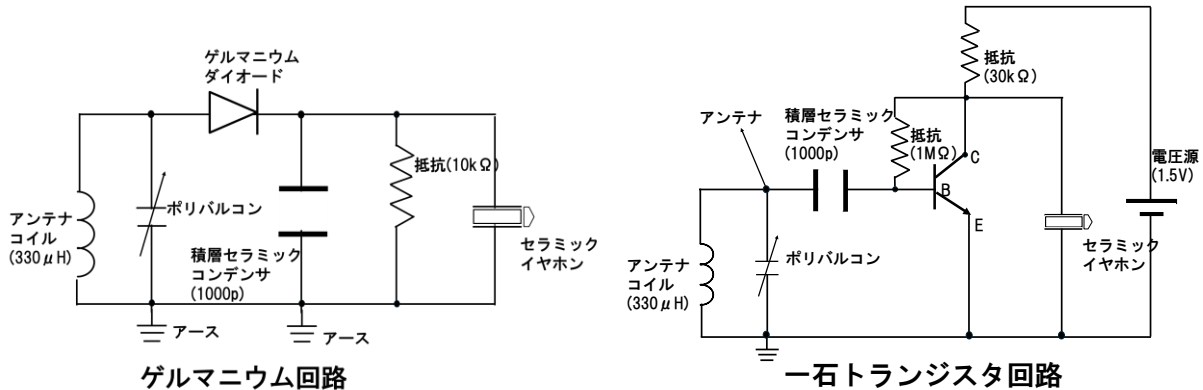 ゲルマニウム
ダイオード
抵抗(10kΩ)
アンテナ
コイル
(330μH)
ポリバルコン
積層セラミック
コンデンサ
(1000p)
セラミック
イヤホン
アース
アース
ゲルマニウム回路
抵抗
(30kΩ)
アンテナ
積層セラミック
コンデンサ
(1000p)
抵抗
(1MΩ)
C
B
E
電圧源
(1.5V)
アンテナ
コイル
(330μH)
ポリバルコン
セラミック
イヤホン
一石トランジスタ回路